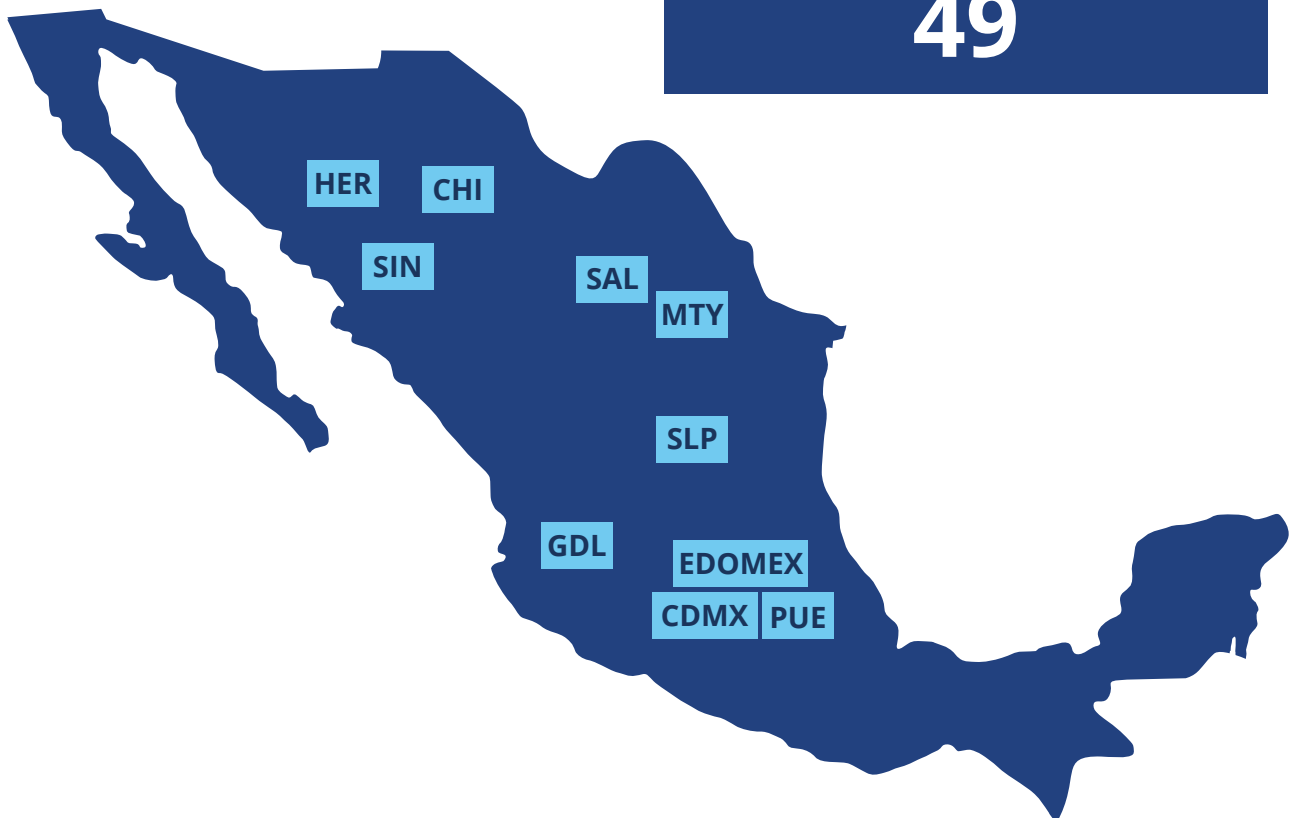 49
HER
CHI
SIN
SAL
MTY
SLP
GDL
EDOMEX
CDMX
PUE